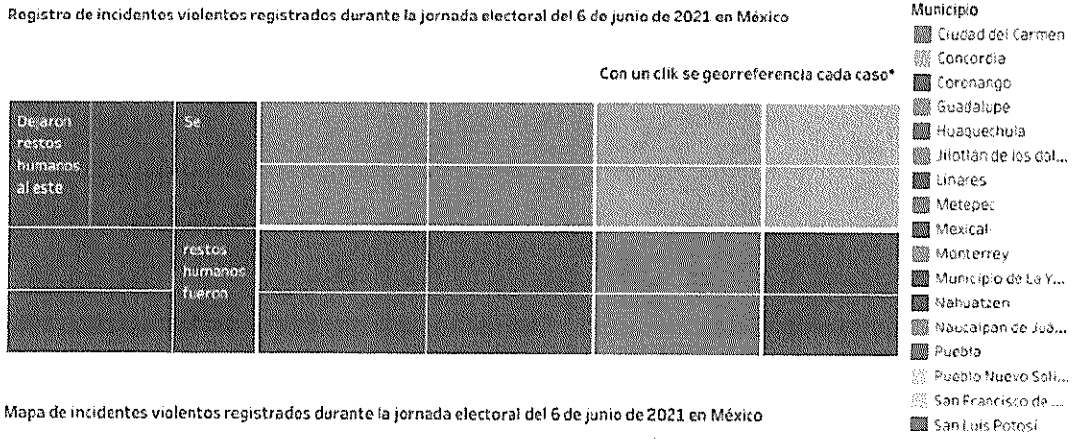 Registro de incidentes violentos registrados durante la jornada electoral del 6 de junio de 2021 en México
Con un clik se georreferencia cada caso*
Dejaron
restos
humanos
al este
Se
restos
humanos
fueron
Municipio
Ciudad del Carmen
Concordia
Coronango
Guadalupe
Huaquechula
Jilotlán de los dol...
Linares
Metepec
Mexicali
Monterrey
Municipio de La Y...
Nahuatzen
Naucalpan de Juá...
Puebla
Pueblo Nuevo Soli...
San Francisco de ...
San Luis Potosí
Mapa de incidentes violentos registrados durante la jornada electoral del 6 de junio de 2021 en México